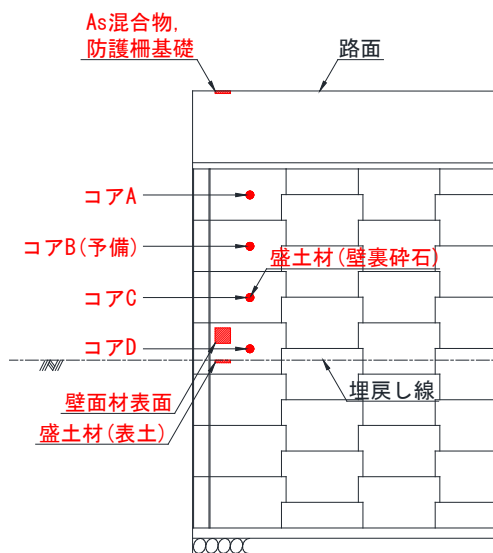 As混合物,
防護柵基礎
路面
コアA
コアB(予備)
盛土材(壁裏砕石)
コアC
コアD
埋戻し線
壁面材表面
盛土材(表土)